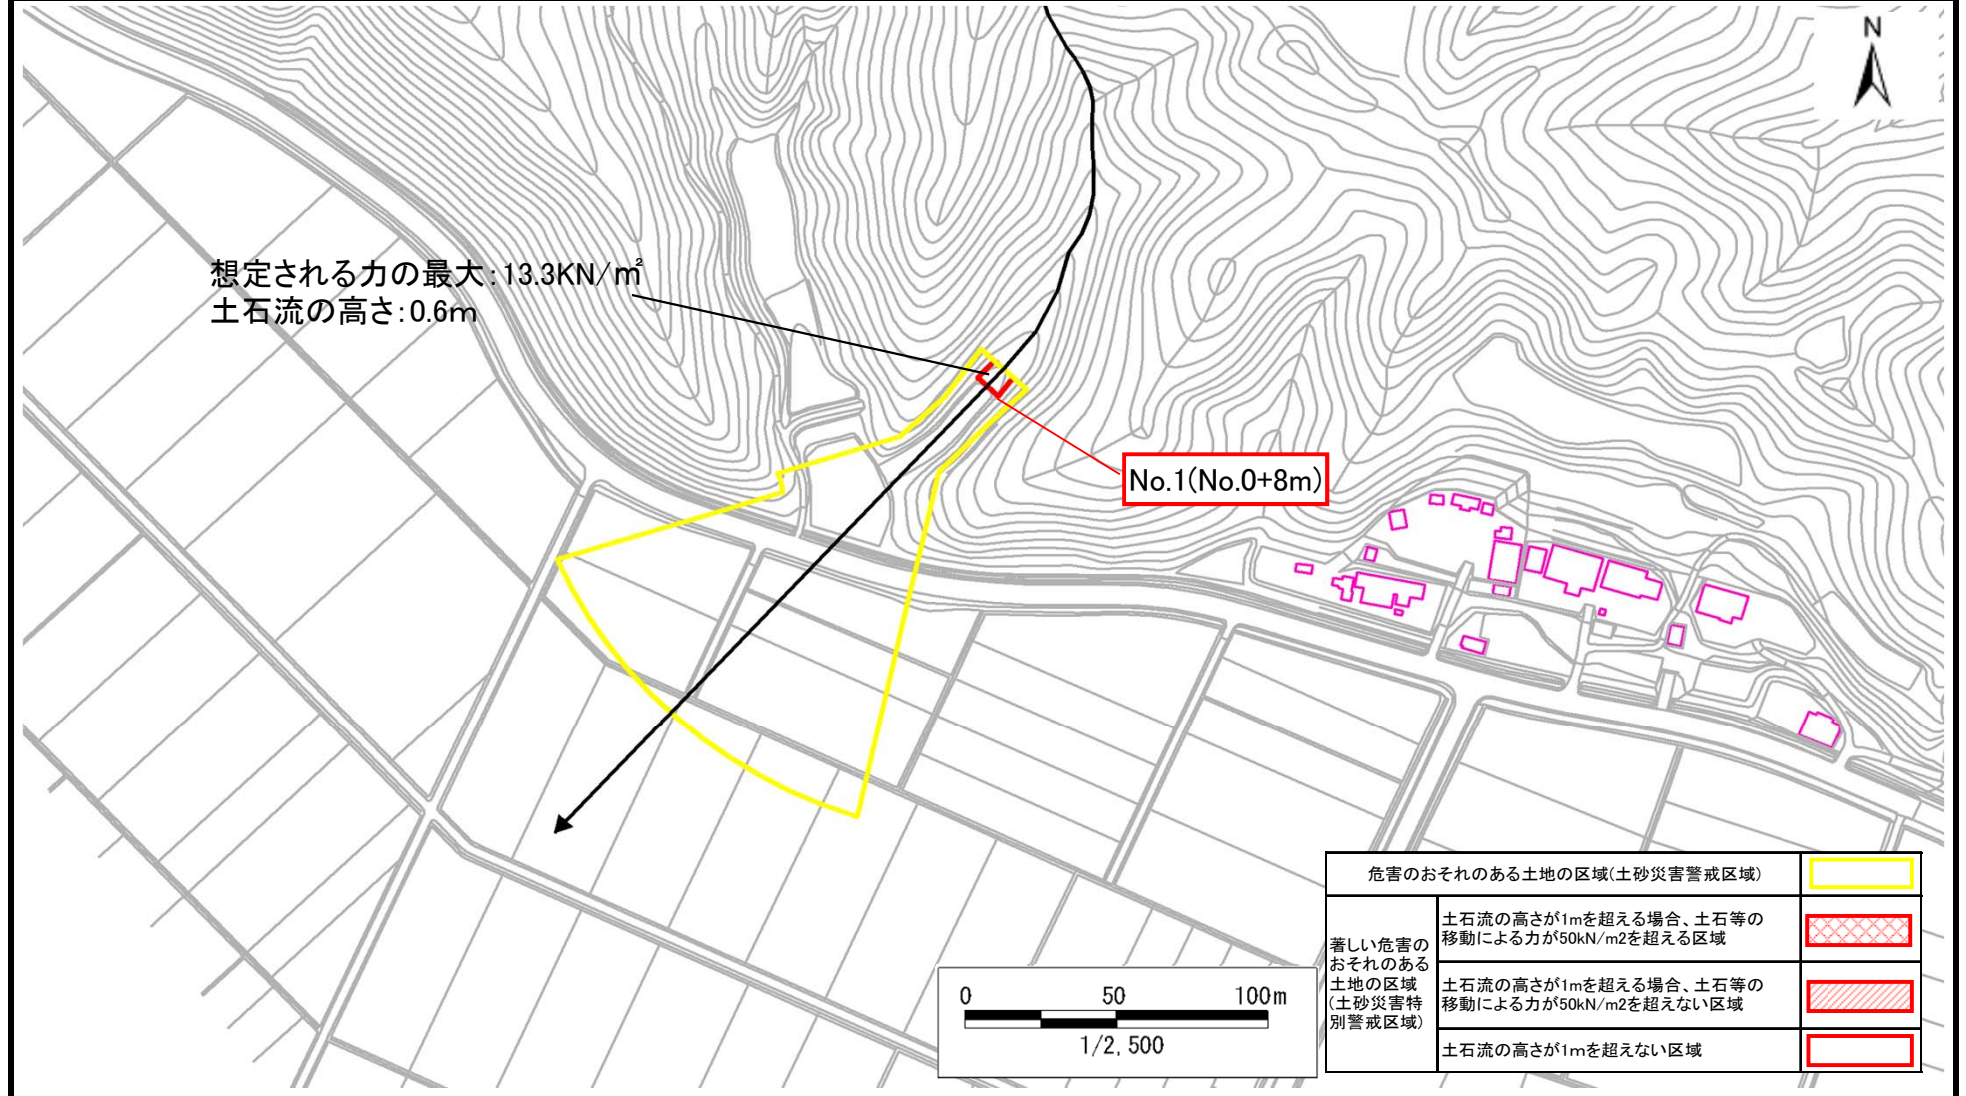 N
想定される力の最大:13.3KN/㎡
土石流の高さ:0.6m
No.1(No.0+8m)
危害のおそれのある土地の区域(土砂災害警戒区域)
著しい危害の
おそれのある
土地の区域
(土砂災害特
別警戒区域)
土石流の高さが1mを超える場合、土石等の
移動による力が50kN/m2を超える区域
土石流の高さが1mを超える場合、土石等の
移動による力が50kN/m2を超えない区域
土石流の高さが1mを超えない区域
0 50 100m
1/2,500